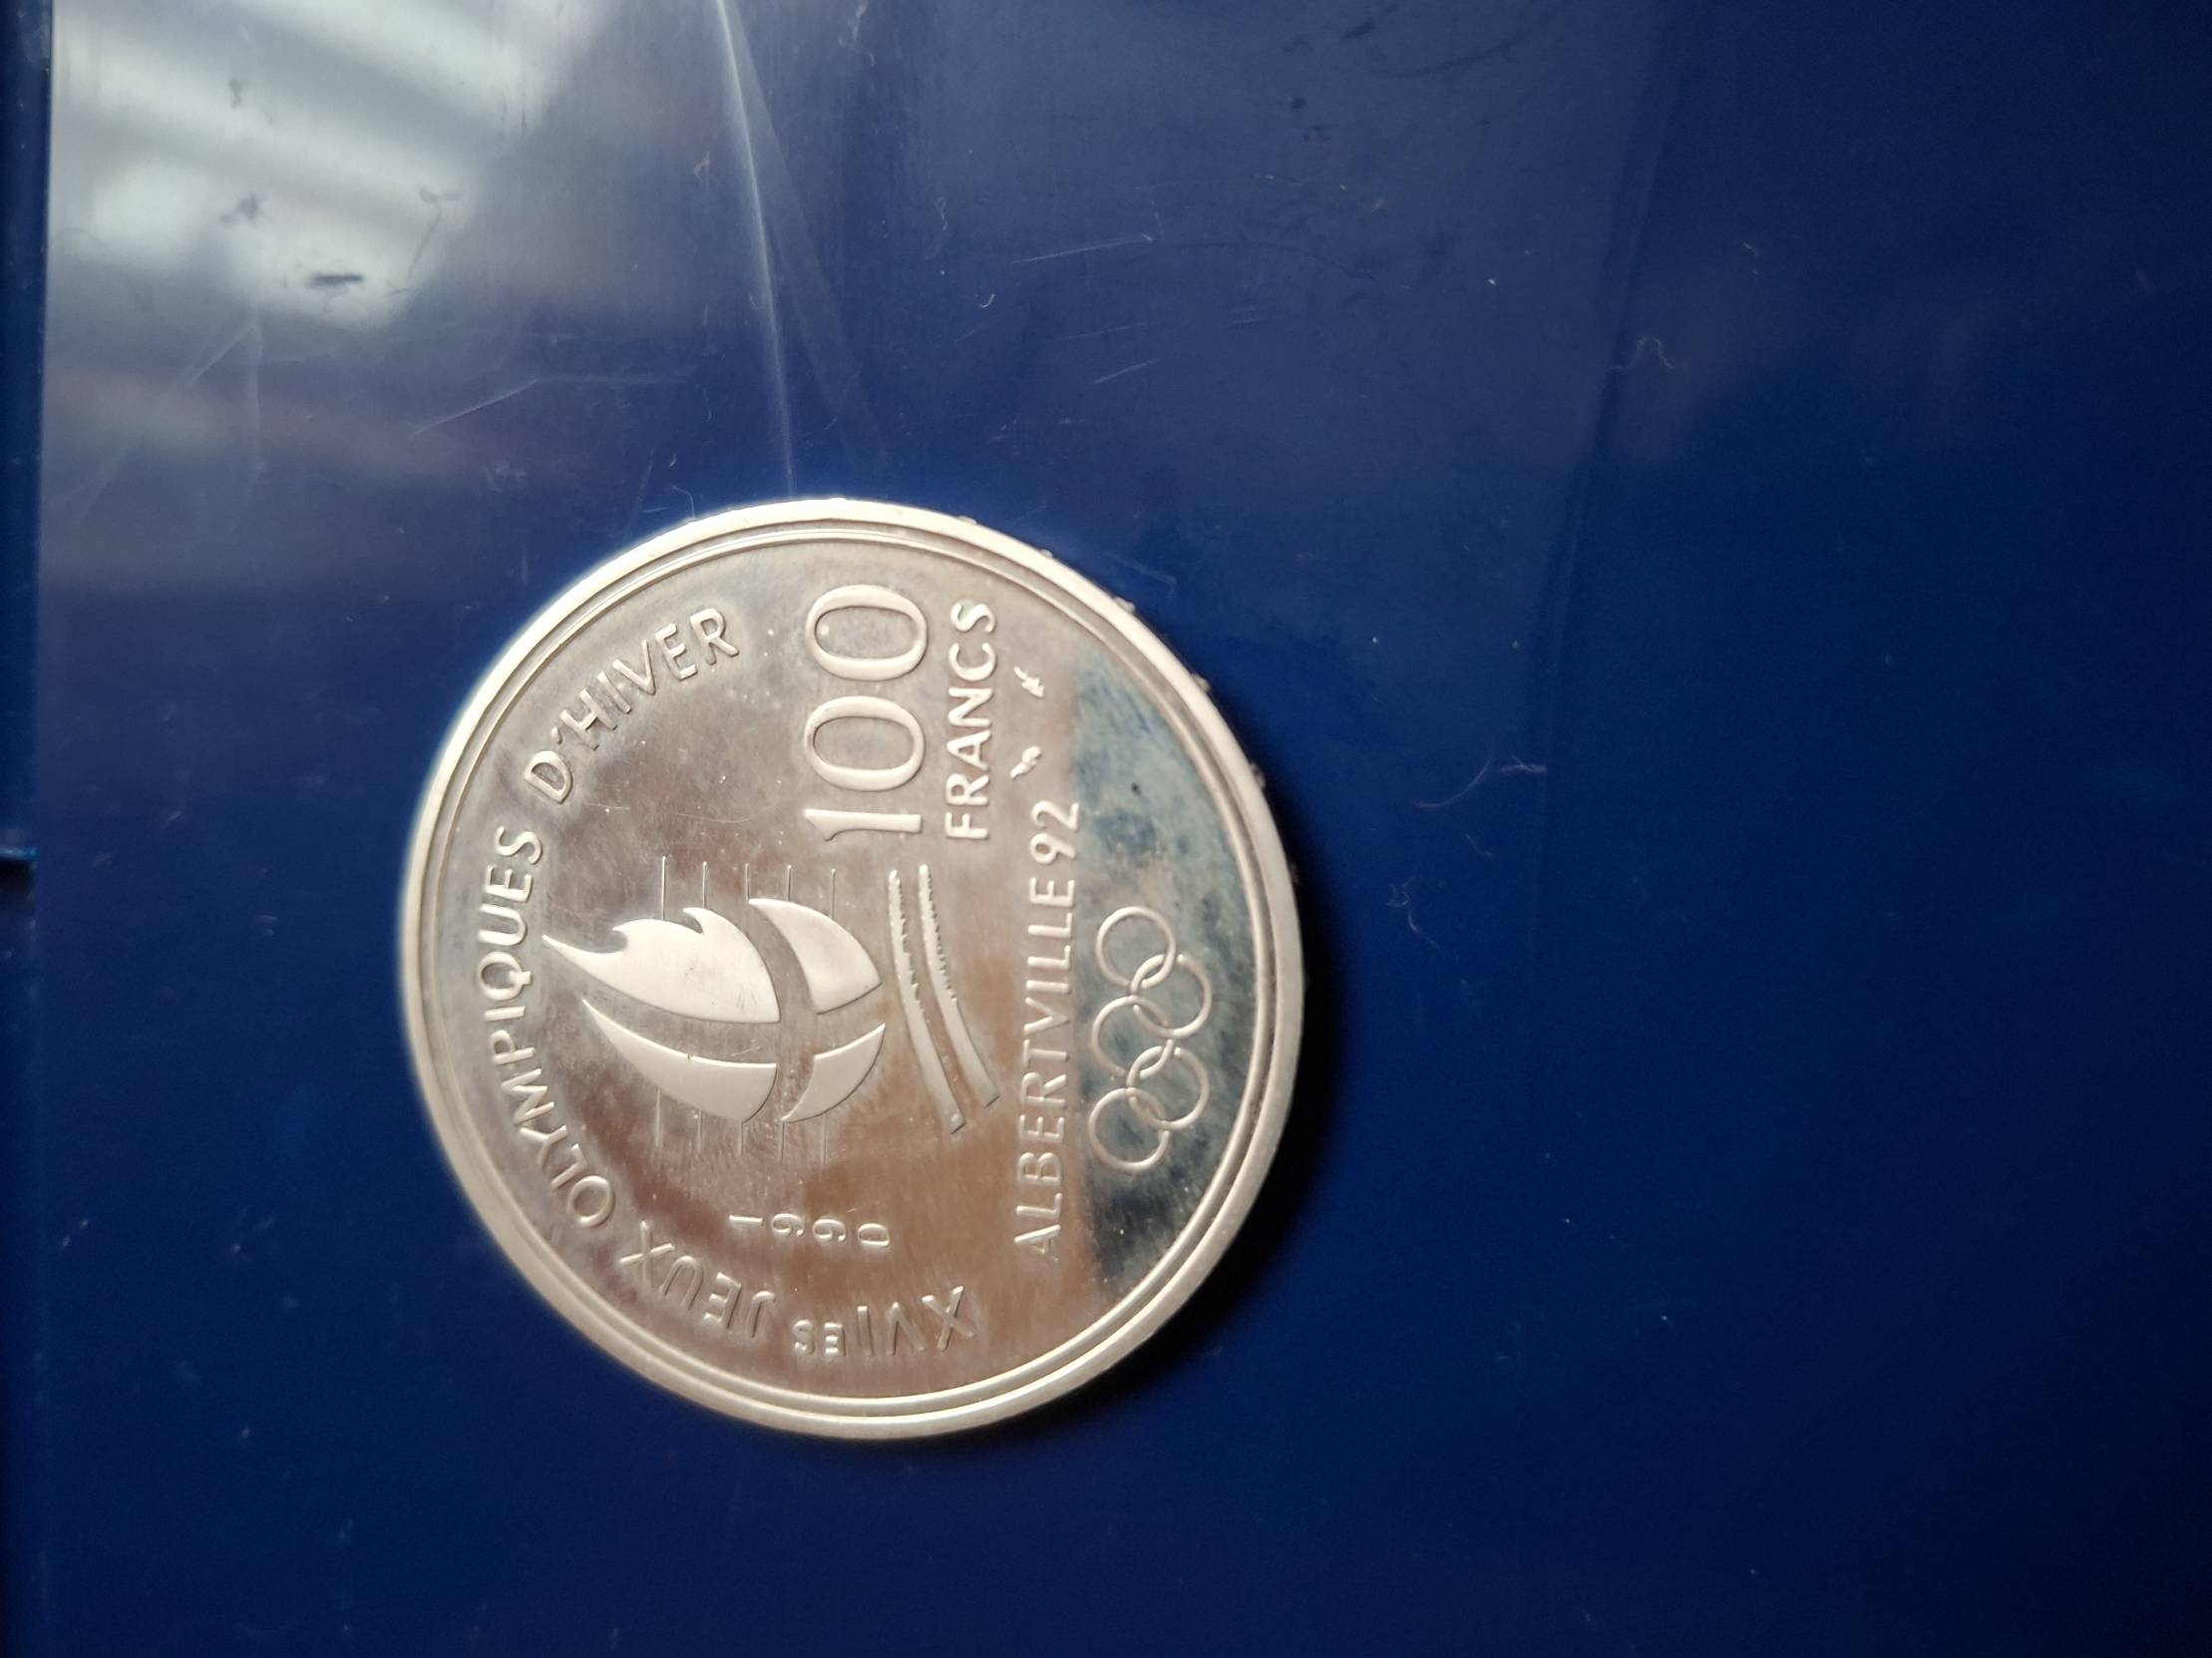 XVIES JEUX OLYMPIQUES D'HIVER
1990
100
FRANCS
ALBERTVILLE 92